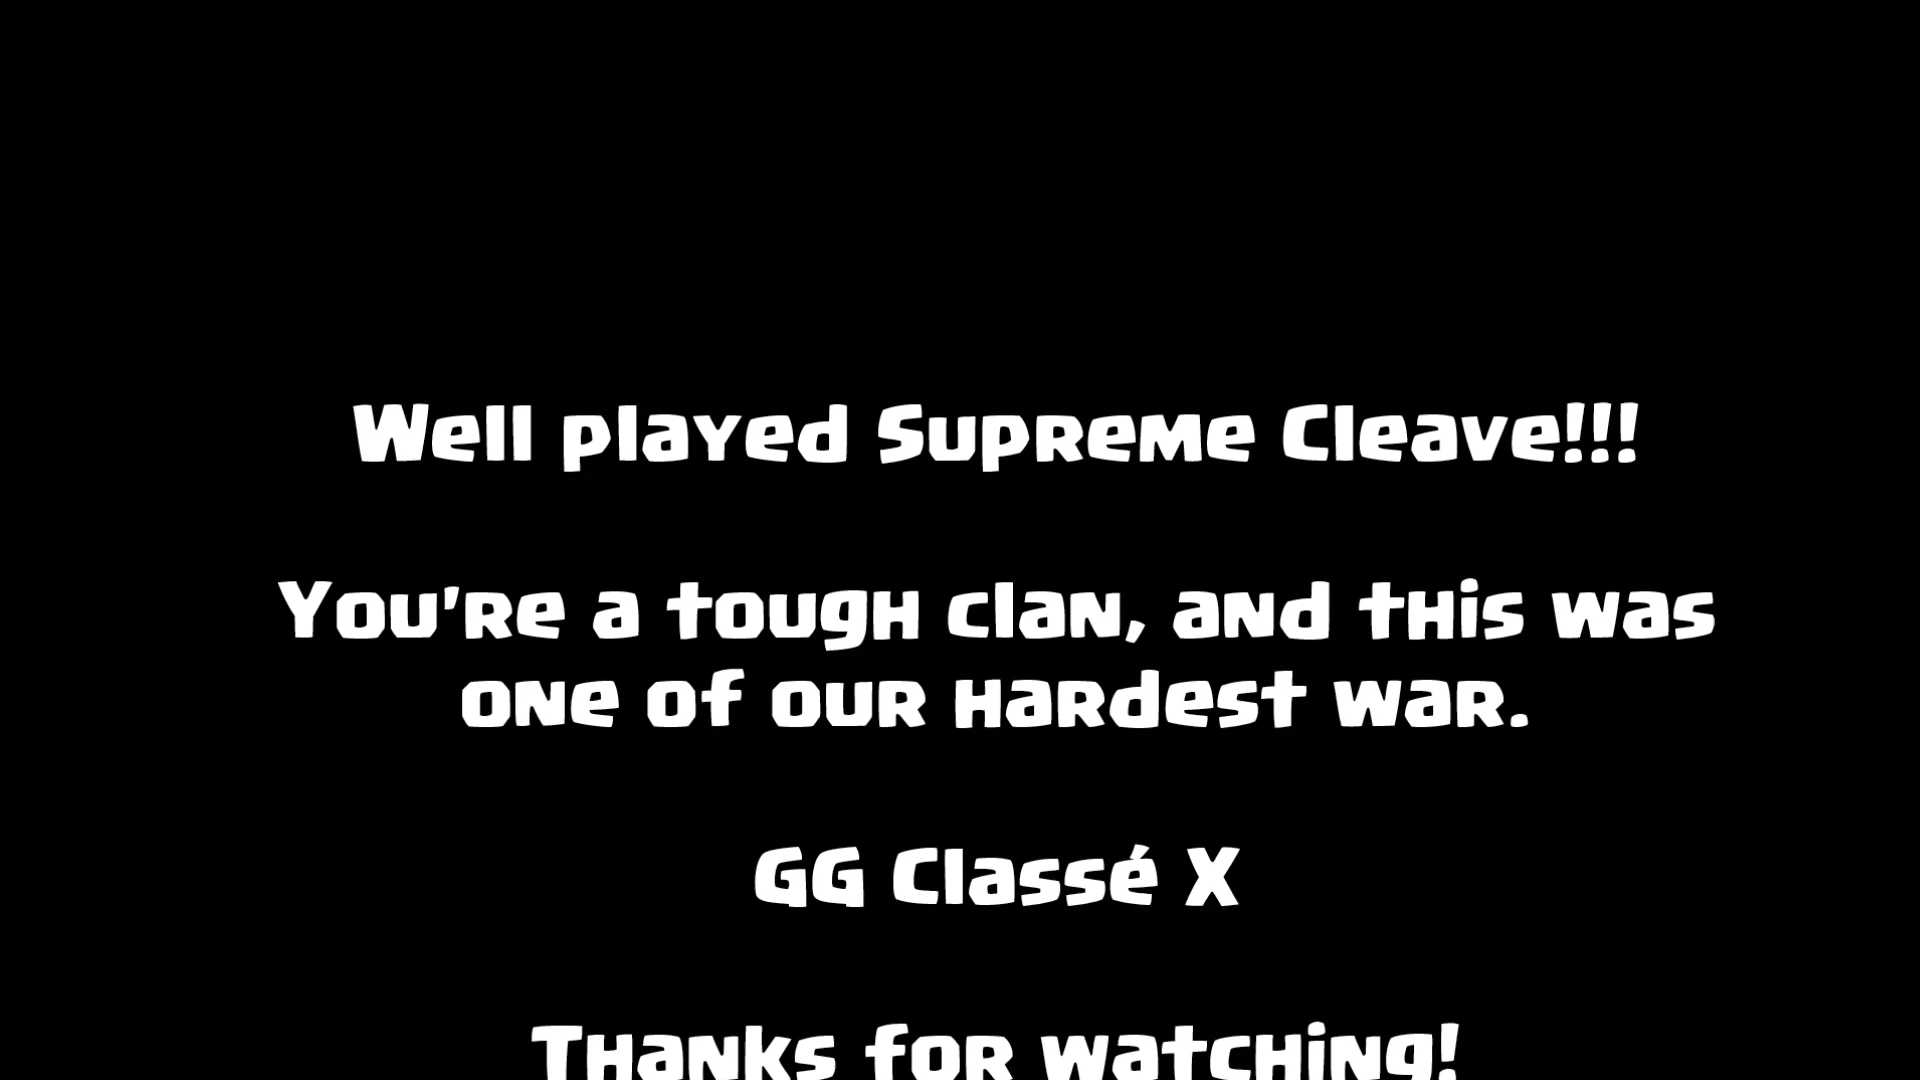 Well played Supreme Cleave!!!
You're a tough clan, and this was
one of our hardest war.
GG Classé X
Thanks for watching!